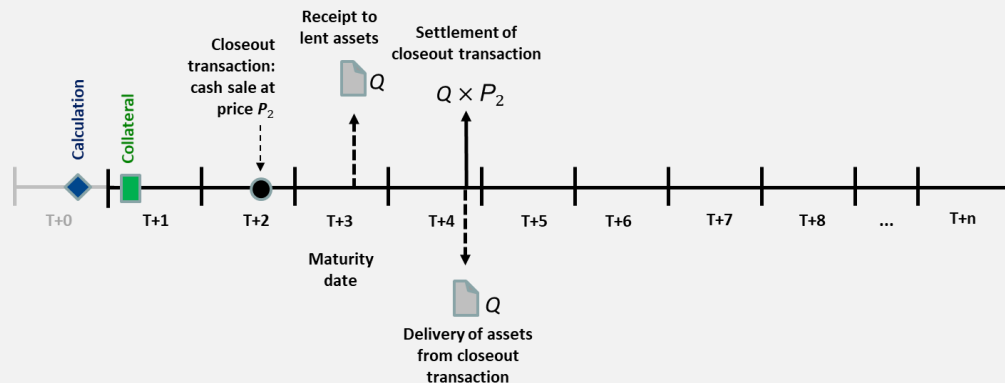 Receipt to
lent assets
Q
Settlement of
closeout transaction
Q × P₂
Closeout
transaction:
cash sale at
price P₂
Calculation
Collateral
T+0
T+1
T+2
T+3
T+4
T+5
T+6
T+7
T+8
...
T+n
Maturity
date
Q
Delivery of assets
from closeout
transaction